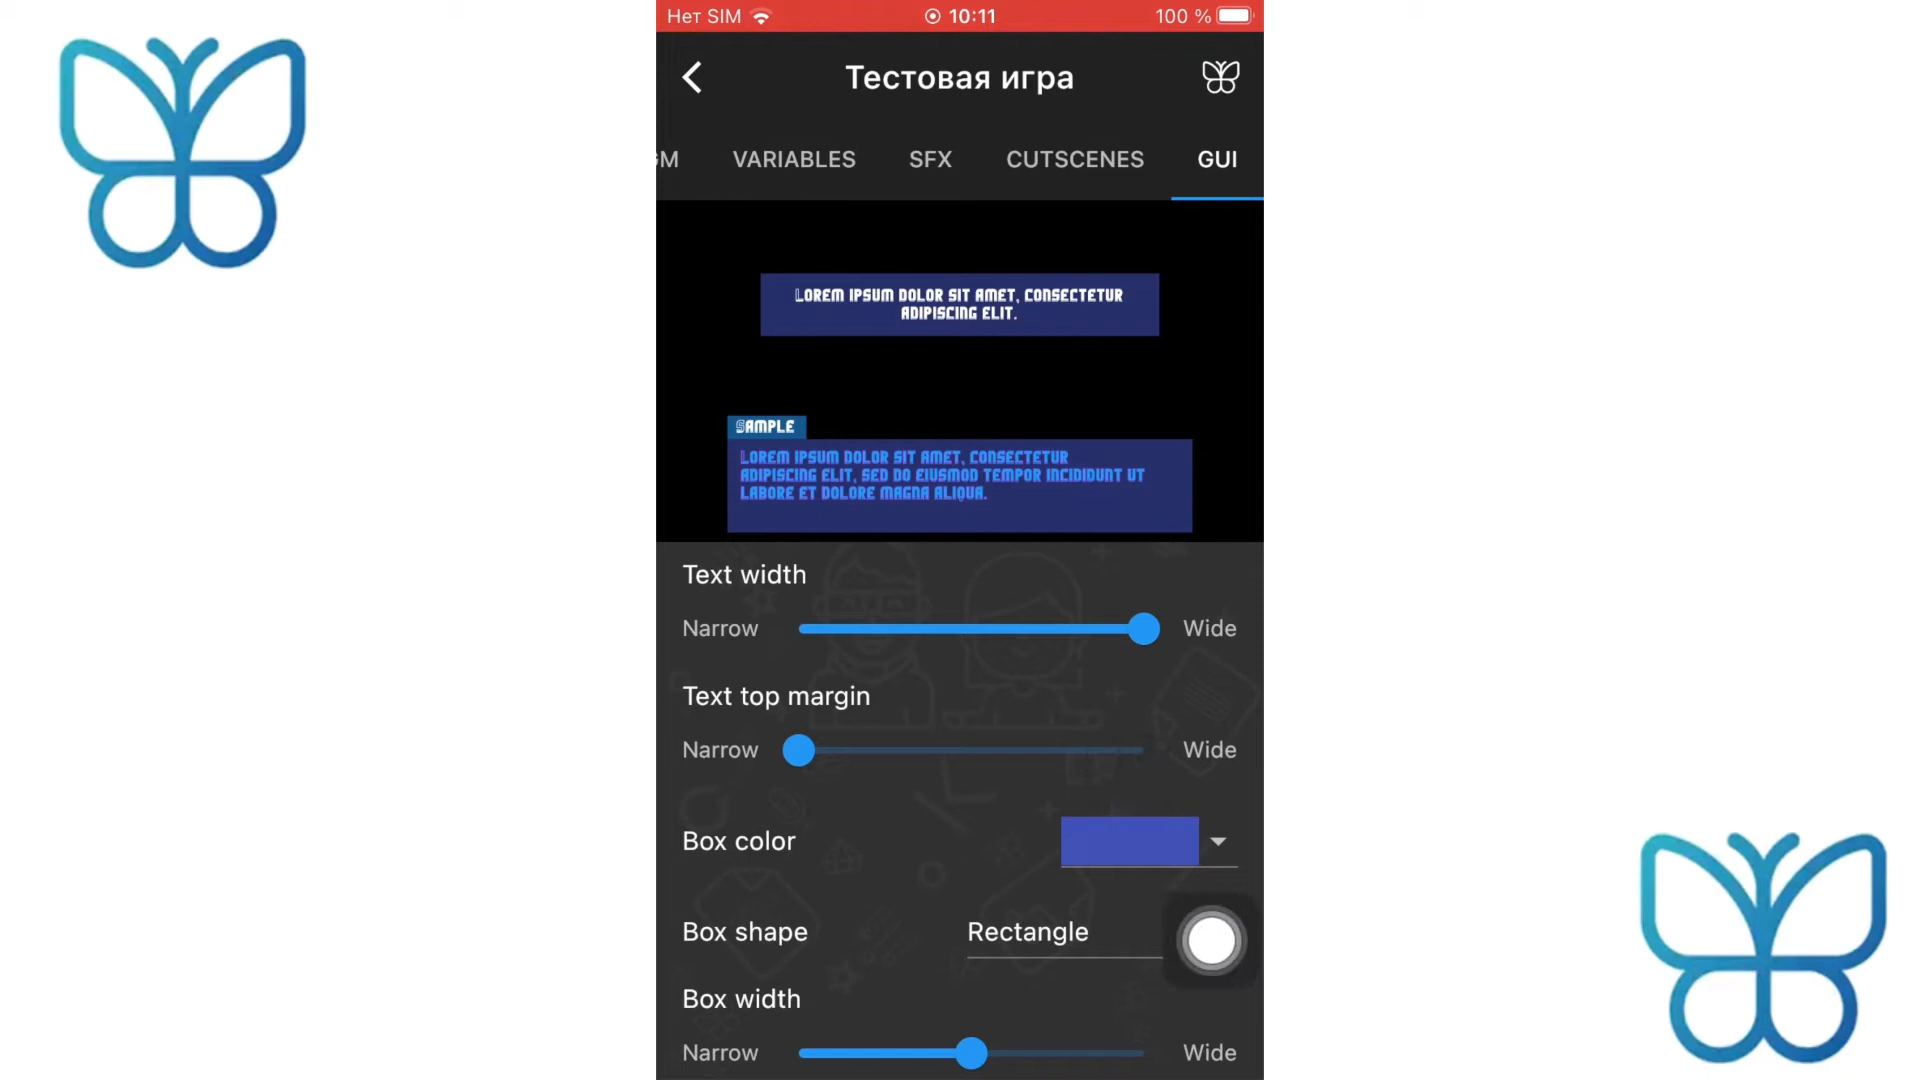 Нет SIM 10:11 100 %
Тестовая игра
VARIABLES SFX CUTSCENES GUI
LOREM IPSUM DOLOR SIT AMET, CONSECTETUR
ADIPISCING ELIT.
SAMPLE
LOREM IPSUM DOLOR SIT AMET, CONSECTETUR
ADIPISCING ELIT, SED DO EIUSMOD TEMPOR INCIDIDUNT UT
LABORE ET DOLORE MAGNA ALIQUA.
Text width
Narrow Wide
Text top margin
Narrow Wide
Box color
Box shape Rectangle
Box width
Narrow Wide